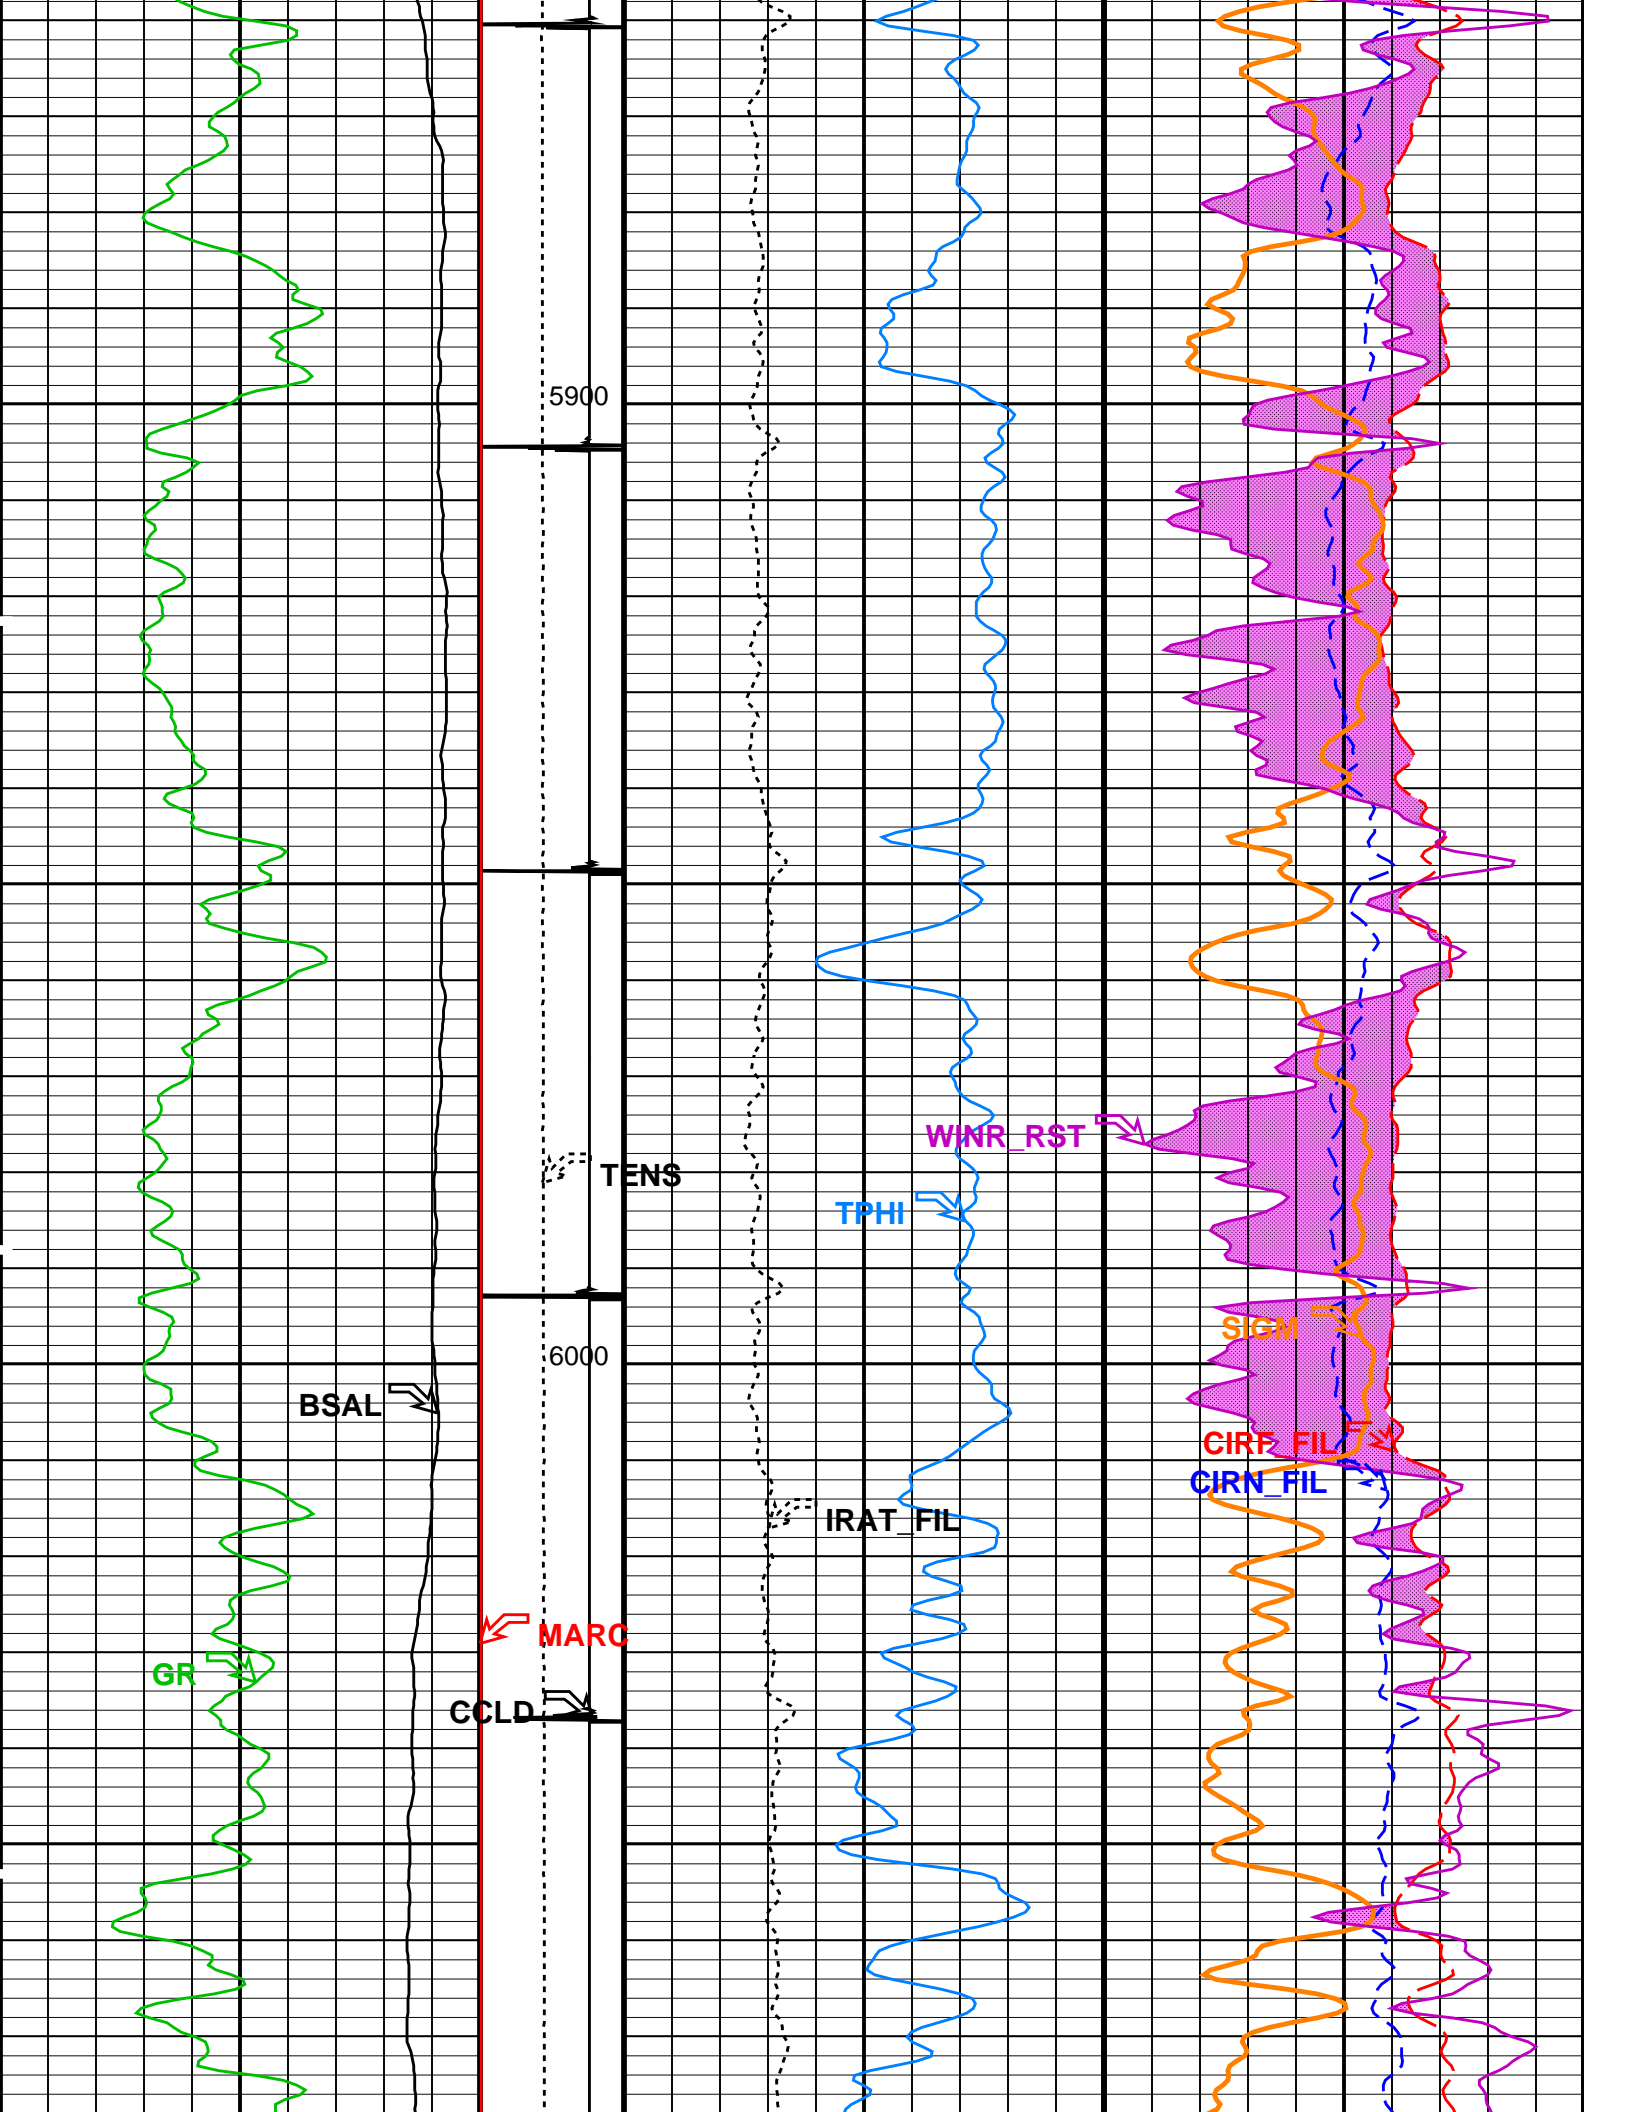 5900
WINR_RST
TENS
TPHI
SIGM
6000
BSAL
CIRF_FIL
CIRN_FIL
IRAT_FIL
MARC
GR
CCLD